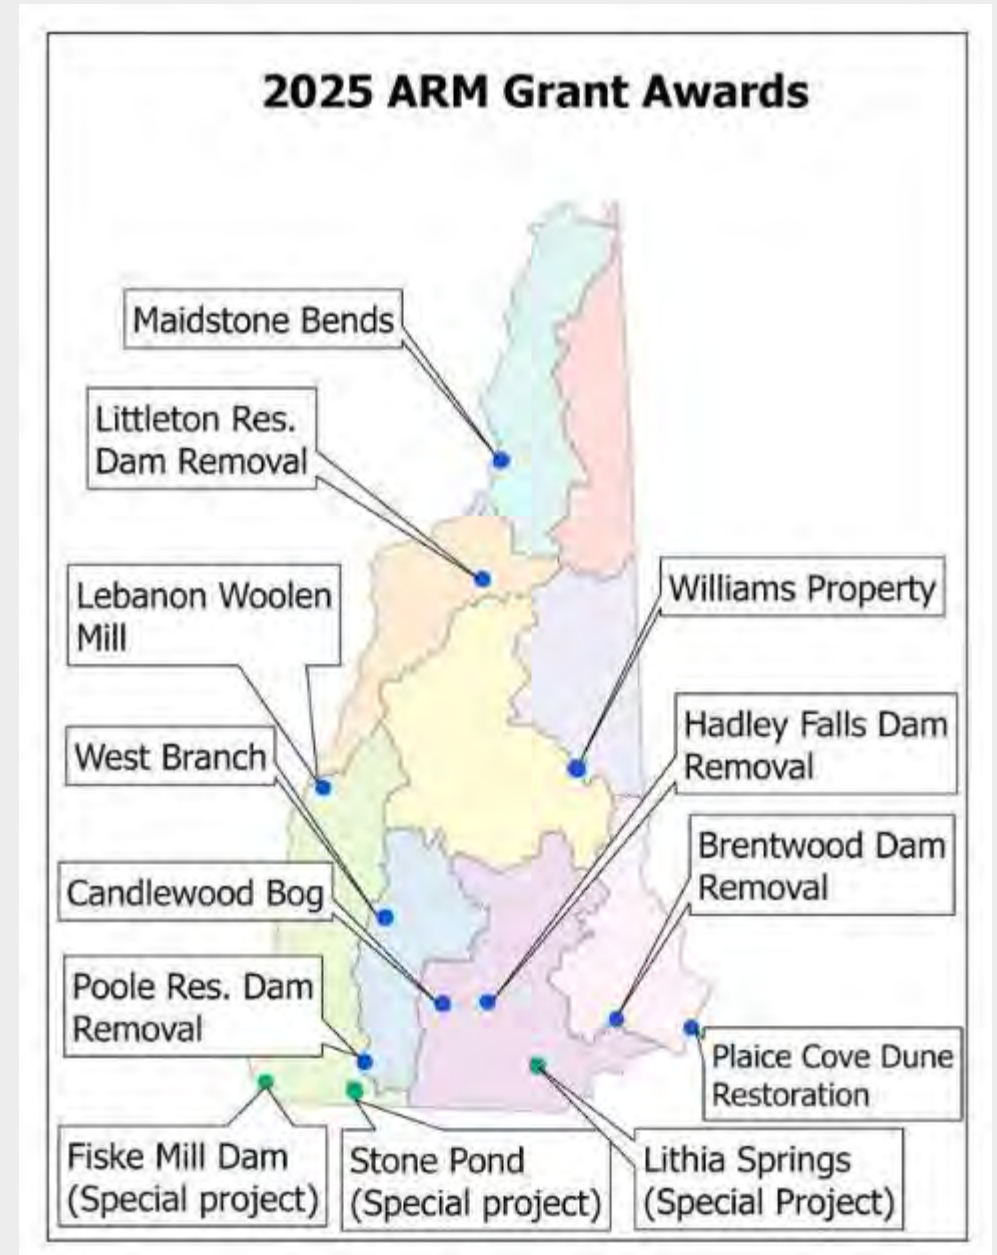 2025 ARM Grant Awards
Maidstone Bends
Littleton Res.
Dam Removal
Lebanon Woolen
Mill
Williams Property
West Branch
Hadley Falls Dam
Removal
Candlewood Bog
Brentwood Dam
Removal
Poole Res. Dam
Removal
Plaice Cove Dune
Restoration
Fiske Mill Dam
(Special project)
Stone Pond
(Special project)
Lithia Springs
(Special Project)